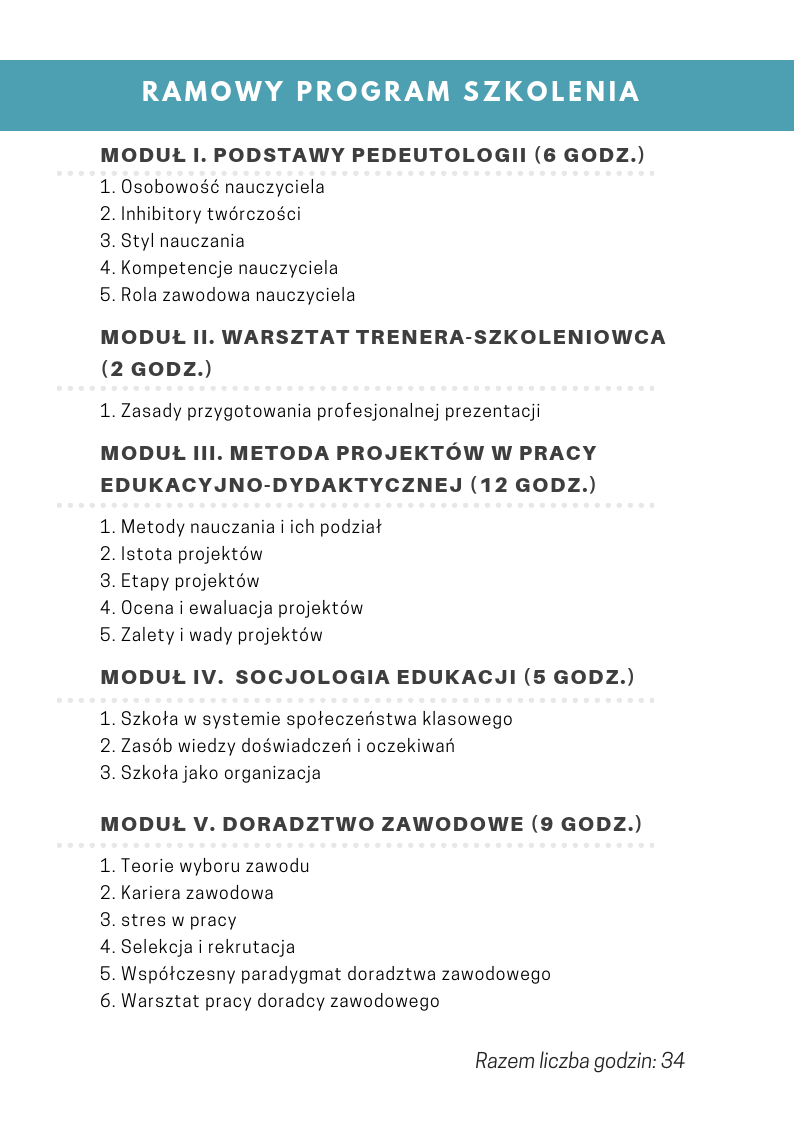 RAMOWY PROGRAM SZKOLENIA
MODUŁ I. PODSTAWY PEDEUTOLOGII (6 GODZ.)
1. Osobowość nauczyciela
2. Inhibitory twórczości
3. Styl nauczania
4. Kompetencje nauczyciela
5. Rola zawodowa nauczyciela
MODUŁ II. WARSZTAT TRENERA-SZKOLENIOWCA
(2 GODZ.)
1. Zasady przygotowania profesjonalnej prezentacji
MODUŁ III. METODA PROJEKTÓW W PRACY
EDUKACYJNO-DYDAKTYCZNEJ (12 GODZ.)
1. Metody nauczania i ich podział
2. Istota projektów
3. Etapy projektów
4. Ocena i ewaluacja projektów
5. Zalety i wady projektów
MODUŁ IV. SOCJOLOGIA EDUKACJI (5 GODZ.)
1. Szkoła w systemie społeczeństwa klasowego
2. Zasób wiedzy doświadczeń i oczekiwań
3. Szkoła jako organizacja
MODUŁ V. DORADZTWO ZAWODOWE (9 GODZ.)
1. Teorie wyboru zawodu
2. Kariera zawodowa
3. stres w pracy
4. Selekcja i rekrutacja
5. Współczesny paradygmat doradztwa zawodowego
6. Warsztat pracy doradcy zawodowego
Razem liczba godzin: 34